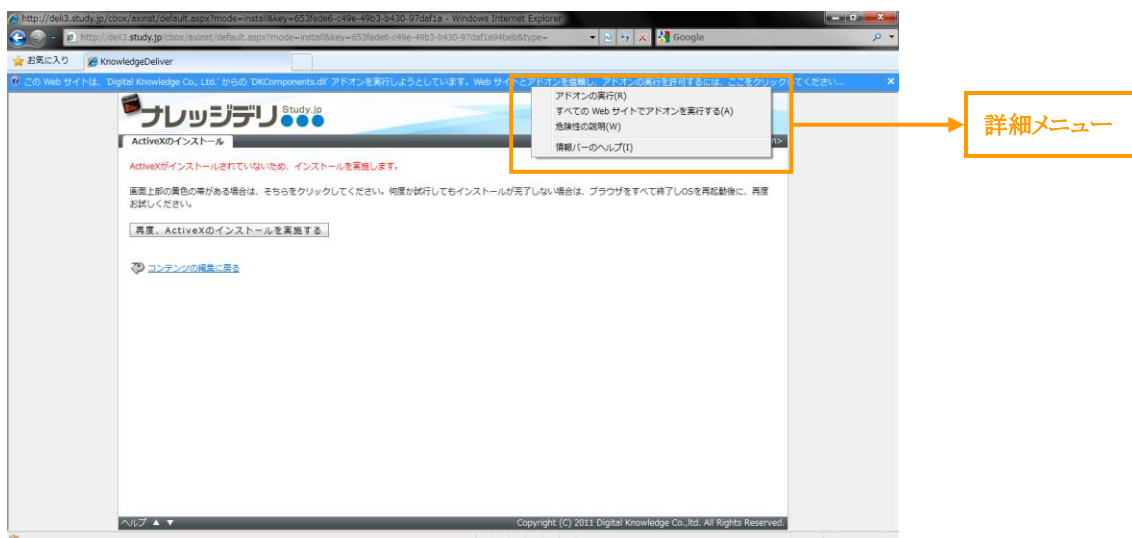 http://deli3.study.jp/cbox/axinst/default.aspx?mode=install&key=653fede6-c49e-49b3-b430-97daf1a - Windows Internet Explorer
http://deli3.study.jp/cbox/axinst/default.aspx?mode=install&key=653fede6-c49e-49b3-b430-97daf1a94beb&type=
Google
お気に入り
KnowledgeDeliver
この Web サイトは、'Digital Knowledge Co., Ltd.' からの 'DKComponents.dll' アドオンを実行しようとしています。Web サイトとアドオンを信頼し、アドオンの実行を許可するには、ここをクリックしてください...
アドオンの実行(R)
すべての Web サイトでアドオンを実行する(A)
危険性の説明(W)
情報バーのヘルプ(I)
詳細メニュー
ナレッジデリ Study.jp
ActiveXのインストール
ActiveXがインストールされていないため、インストールを実施します。
画面上部の黄色の帯がある場合は、そちらをクリックしてください。何度か試行してもインストールが完了しない場合は、ブラウザをすべて終了しOSを再起動後に、再度
お試しください。
再度、ActiveXのインストールを実施する
コンテンツの編集に戻る
ヘルプ ▲ ▼
Copyright (C) 2011 Digital Knowledge Co.,ltd. All Rights Reserved.